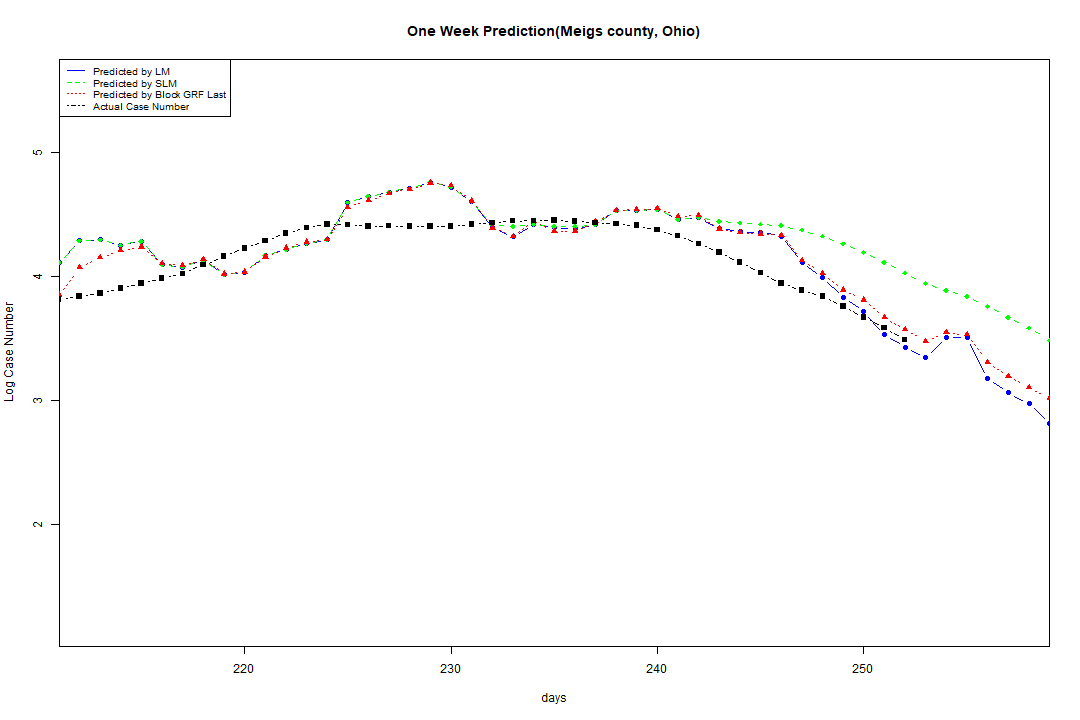 One Week Prediction(Meigs county, Ohio)
Predicted by LM
Predicted by SLM
Predicted by Block GRF Last
Actual Case Number
5
4
3
2
Log Case Number
220 230 240 250
days